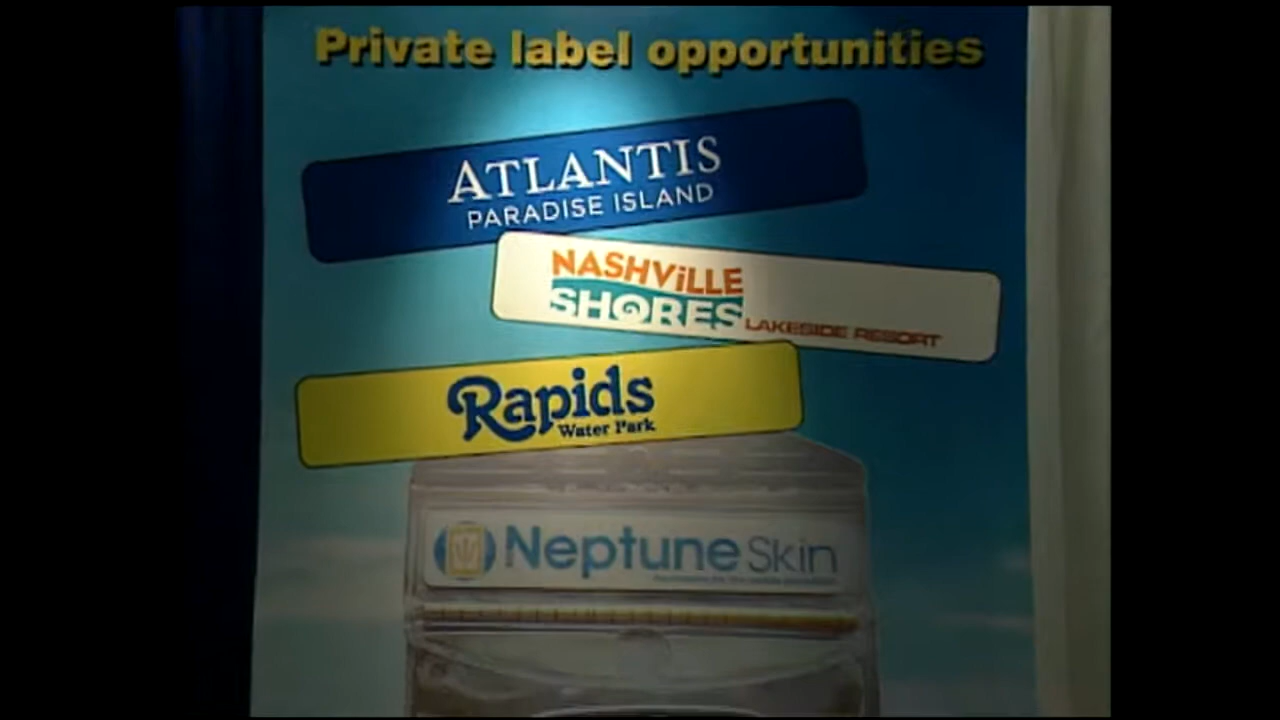 Private label opportunities
ATLANTIS
PARADISE ISLAND
NASHViLLE
SHORES
LAKESIDE RESORT
Rapids
Water Park
Neptune Skin